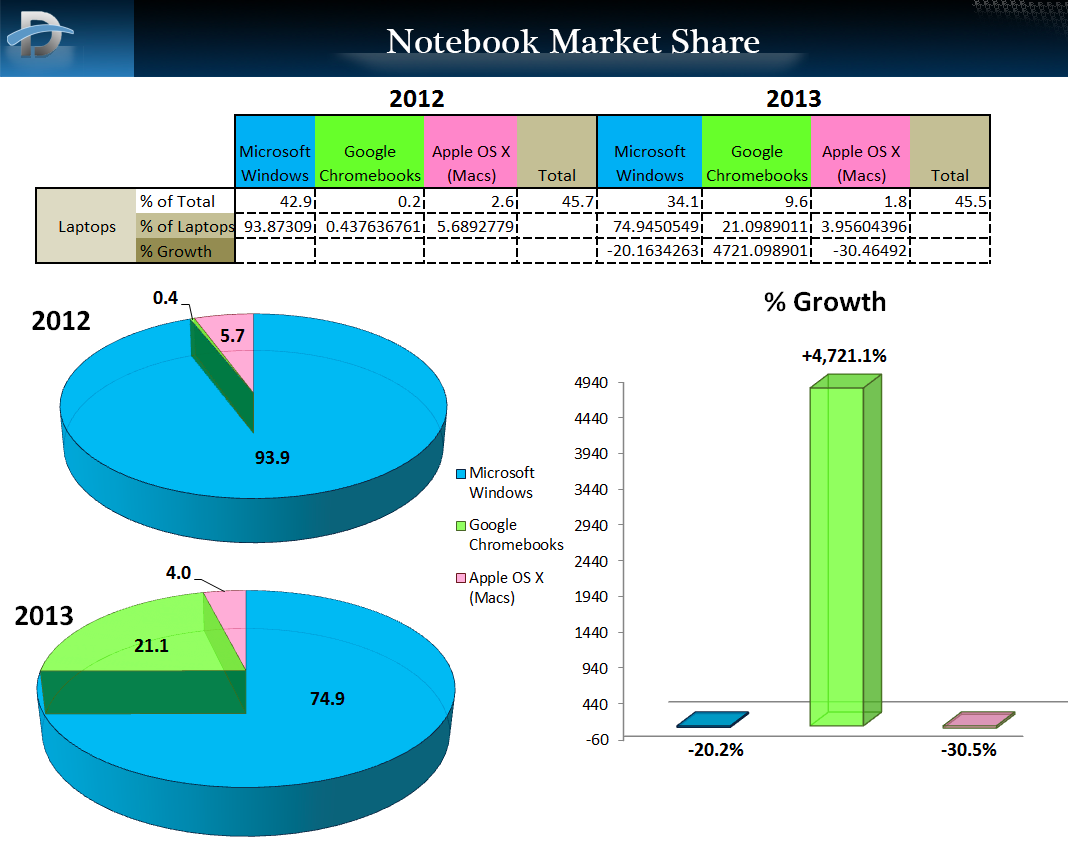 D
Notebook Market Share
2012 2013
Microsoft Windows Google Chromebooks Apple OS X (Macs) Total Microsoft Windows Google Chromebooks Apple OS X (Macs) Total
Laptops
% of Total 42.9 0.2 2.6 45.7 34.1 9.6 1.8 45.5
% of Laptops 93.87309 0.437636761 5.6892779 74.9450549 21.0989011 3.95604396
% Growth -20.1634263 4721.098901 -30.46492
2012
0.4
5.7
93.9
Microsoft
Windows
Google
Chromebooks
Apple OS X
(Macs)
2013
4.0
21.1
74.9
% Growth
+4,721.1%
4940
4440
3940
3440
2940
2440
1940
1440
940
440
-60
-20.2%
-30.5%